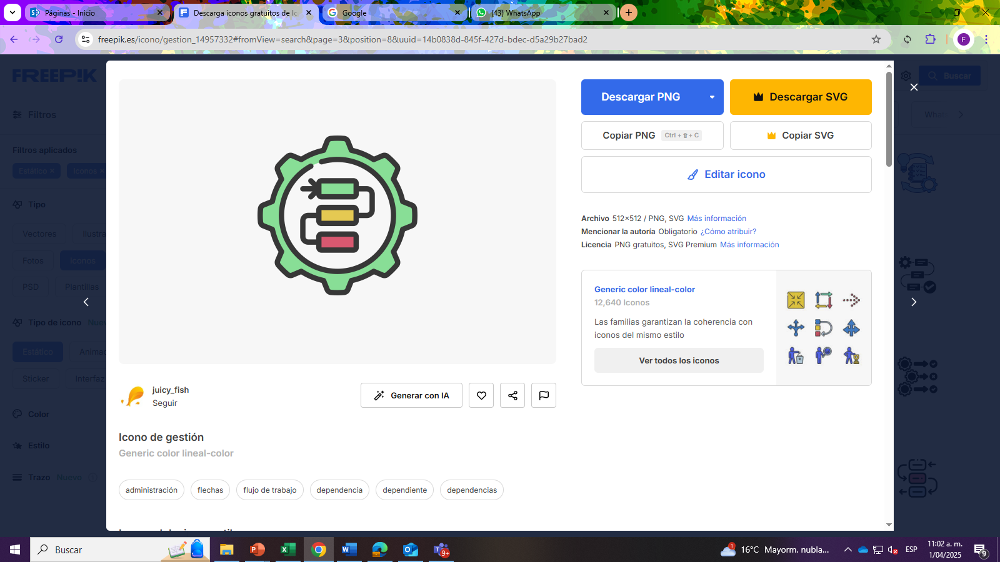 Páginas - Inicio
Descarga iconos gratuitos de Ic
Google
(43) WhatsApp
freepik.es/icono/gestion_14957332#fromView=search&page=3&position=8&uuid=14b0838d-845f-427d-bdec-d5a29b27bad2
F
FREEPIK
Buscar
Filtros
Filtros aplicados
Estático ×
Iconos ×
Tipo
Vectores
Ilustra
Fotos
Iconos
PSD
Plantillas
Tipo de icono
Nuevo
Estático
Animac
Sticker
Interfaz
Color
Estilo
Trazo
Nuevo
What
Descargar PNG
Descargar SVG
Copiar PNG
Ctrl + ⇧ + C
Copiar SVG
Editar icono
Archivo 512×512 / PNG, SVG Más información
Mencionar la autoría Obligatorio ¿Cómo atribuir?
Licencia PNG gratuitos, SVG Premium Más información
Generic color lineal-color
12,640 Iconos
Las familias garantizan la coherencia con
iconos del mismo estilo
Ver todos los iconos
juicy_fish
Seguir
Generar con IA
Icono de gestión
Generic color lineal-color
administración
flechas
flujo de trabajo
dependencia
dependiente
dependencias
Buscar
9+
1
16°C Mayorm. nubla...
ESP
11:02 a. m.
1/04/2025
9